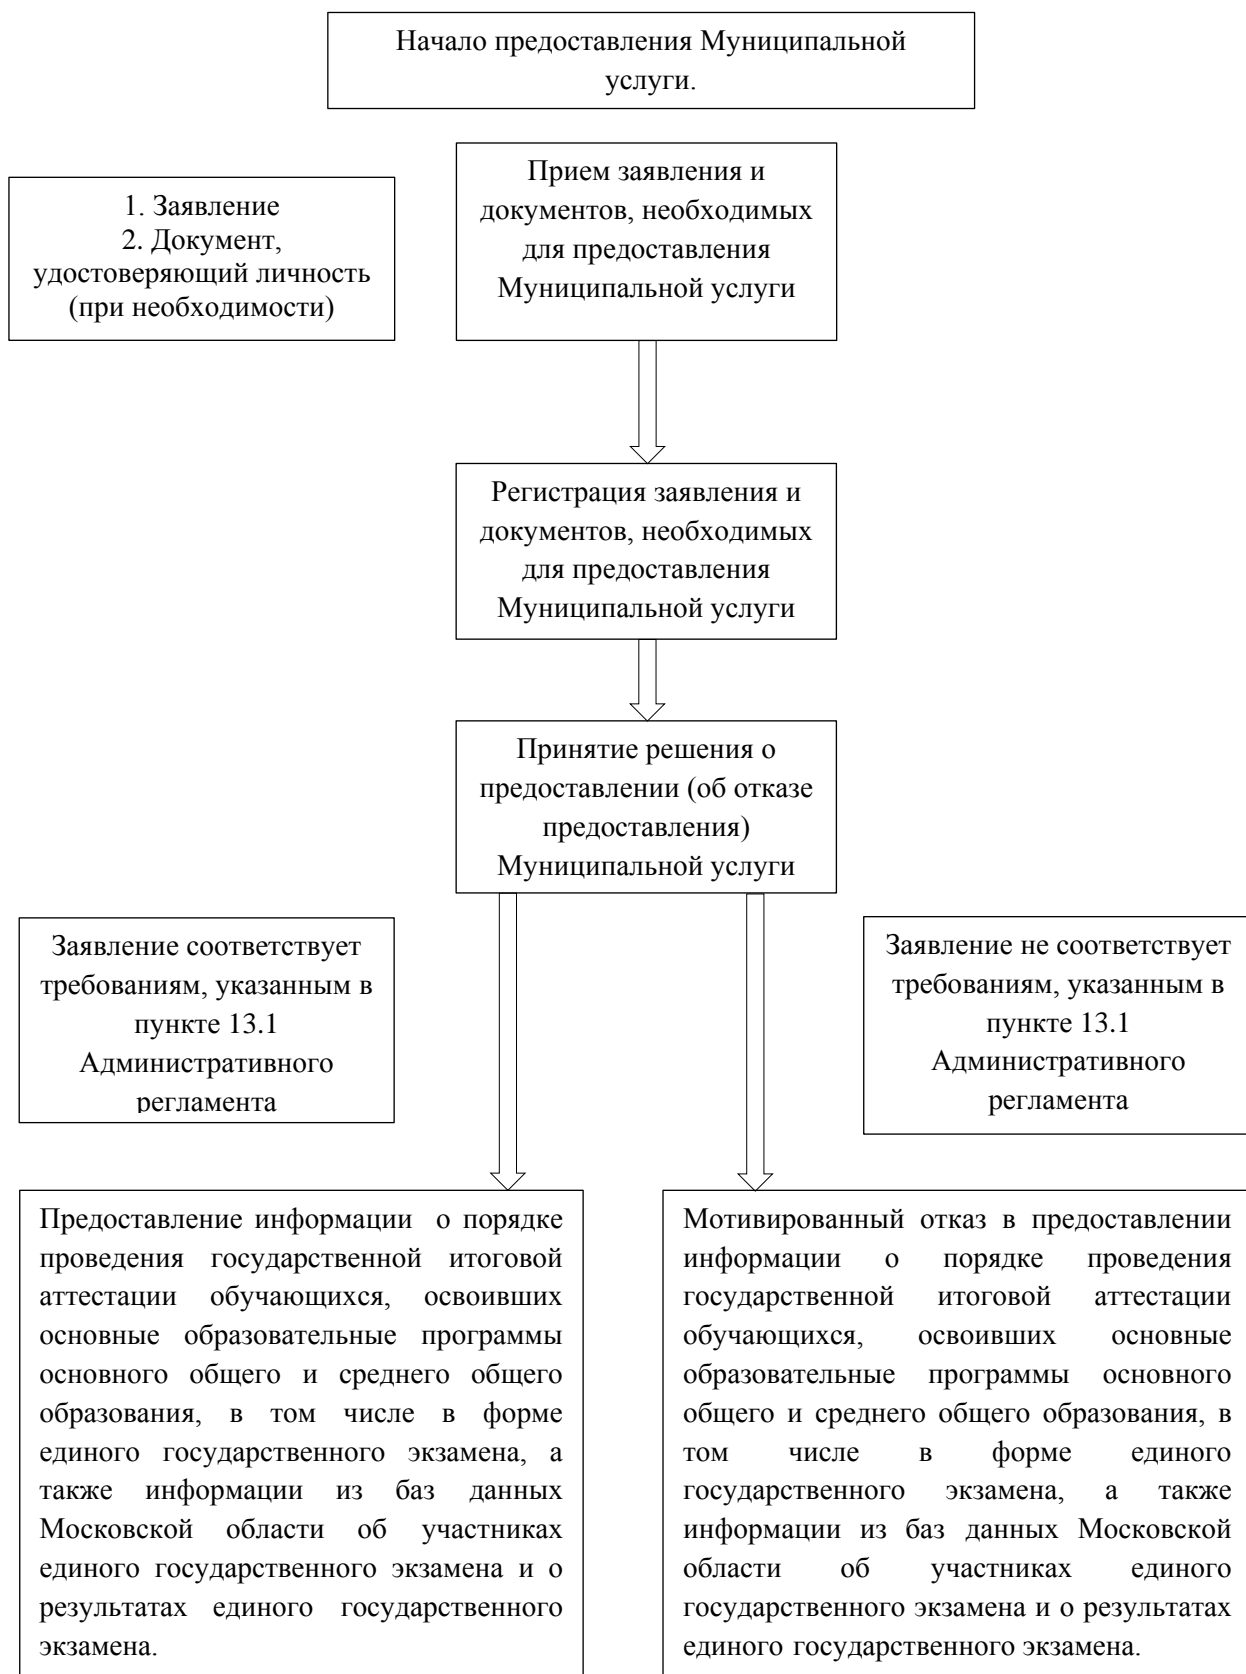 Начало предоставления Муниципальной
услуги.
Прием заявления и
документов, необходимых
для предоставления
Муниципальной услуги
1. Заявление
2. Документ,
удостоверяющий личность
(при необходимости)
Регистрация заявления и
документов, необходимых
для предоставления
Муниципальной услуги
Принятие решения о
предоставлении (об отказе
предоставления)
Муниципальной услуги
Заявление соответствует
требованиям, указанным в
пункте 13.1
Административного
регламента
Заявление не соответствует
требованиям, указанным в
пункте 13.1
Административного
регламента
Предоставление информации о порядке
проведения государственной итоговой
аттестации обучающихся, освоивших
основные образовательные программы
основного общего и среднего общего
образования, в том числе в форме
единого государственного экзамена, а
также информации из баз данных
Московской области об участниках
единого государственного экзамена и о
результатах единого государственного
экзамена.
Мотивированный отказ в предоставлении
информации о порядке проведения
государственной итоговой аттестации
обучающихся, освоивших основные
образовательные программы основного
общего и среднего общего образования, в
том числе в форме единого
государственного экзамена, а также
информации из баз данных Московской
области об участниках единого
государственного экзамена и о результатах
единого государственного экзамена.